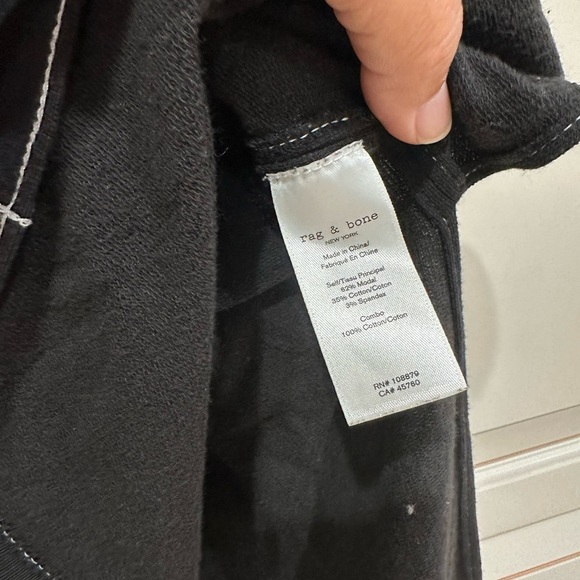 rag & bone
NEW YORK
Made in China/
Fabriqué En Chine
Self/Tissu Principal
62% Modal
35% Cotton/Coton
3% Spandex
Combo
100% Cotton/Coton
RN# 108879
CA# 45760